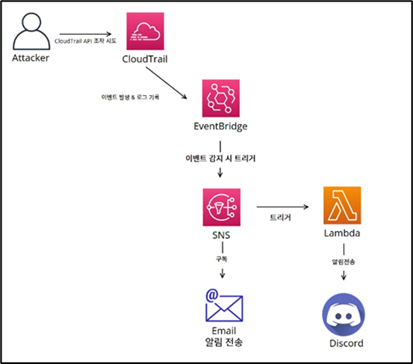 CloudTrail API 조작 시도
Attacker
CloudTrail
이벤트 발생 & 로그 기록
EventBridge
이벤트 감지 시 트리거
SNS
트리거
Lambda
구독
알림전송
@
Email
알림 전송
Discord